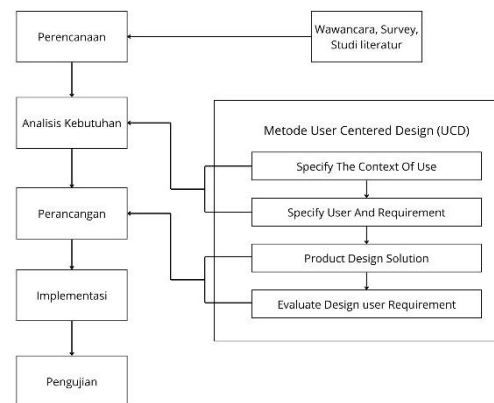 Perencanaan
Wawancara, Survey,
Studi literatur
Analisis Kebutuhan
Metode User Centered Design (UCD)
Specify The Context Of Use
Perancangan
Specify User And Requirement
Product Design Solution
Implementasi
Evaluate Design user Requirement
Pengujian